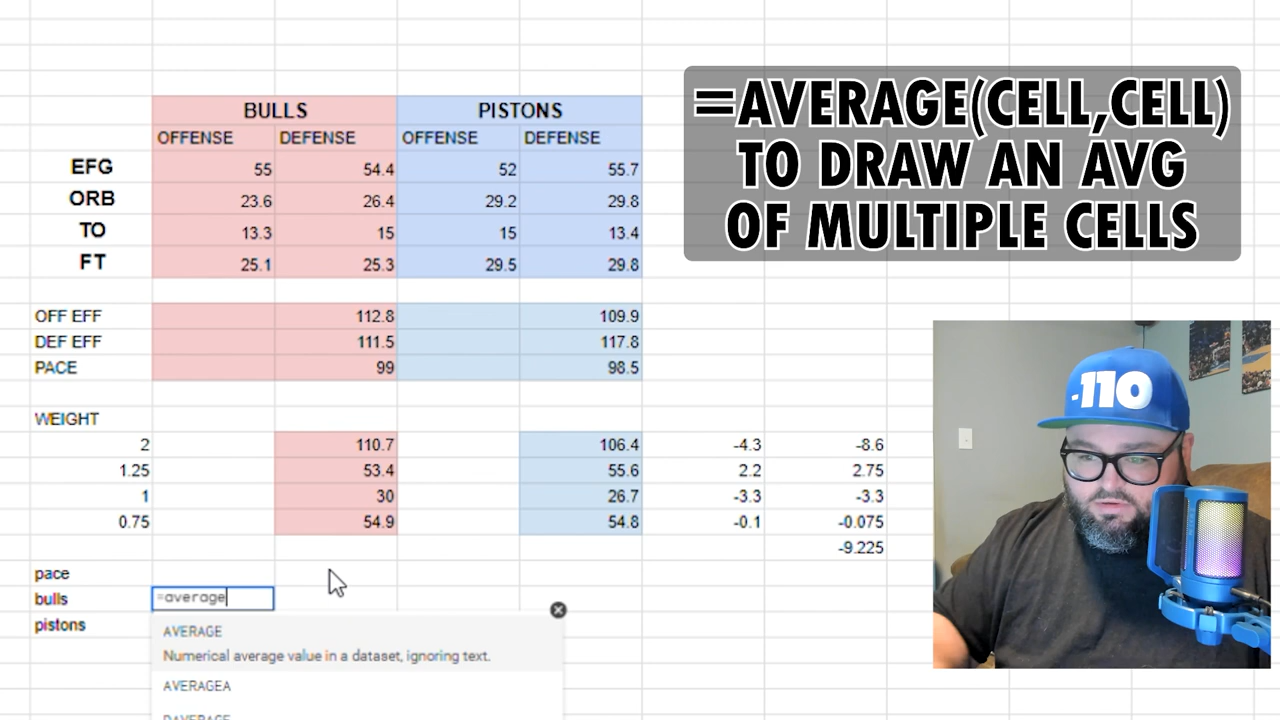 =AVERAGE(CELL,CELL)
TO DRAW AN AVG
OF MULTIPLE CELLS
BULLS PISTONS
OFFENSE DEFENSE OFFENSE DEFENSE
EFG 55 54.4 52 55.7
ORB 23.6 26.4 29.2 29.8
TO 13.3 15 15 13.4
FT 25.1 25.3 29.5 29.8
OFF EFF 112.8 109.9
DEF EFF 111.5 117.8
PACE 99 98.5
WEIGHT
2 110.7 106.4 -4.3 -8.6
1.25 53.4 55.6 2.2 2.75
1 30 26.7 -3.3 -3.3
0.75 54.9 54.8 -0.1 -0.075
-9.225
pace
bulls =average
pistons
AVERAGE
Numerical average value in a dataset, ignoring text.
AVERAGEA
DAVERAGE
-110